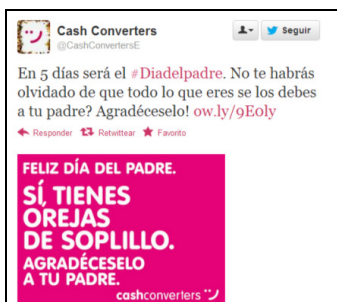 Cash Converters
@CashConvertersE
Seguir
En 5 días será el #Diadelpadre. No te habrás
olvidado de que todo lo que eres se los debes
a tu padre? Agradéceselo! ow.ly/9E0ly
Responder Retwittear Favorito
FELIZ DÍA DEL PADRE.
SÍ, TIENES
OREJAS
DE SOPLILLO.
AGRADÉCESELO
A TU PADRE.
cashconverters